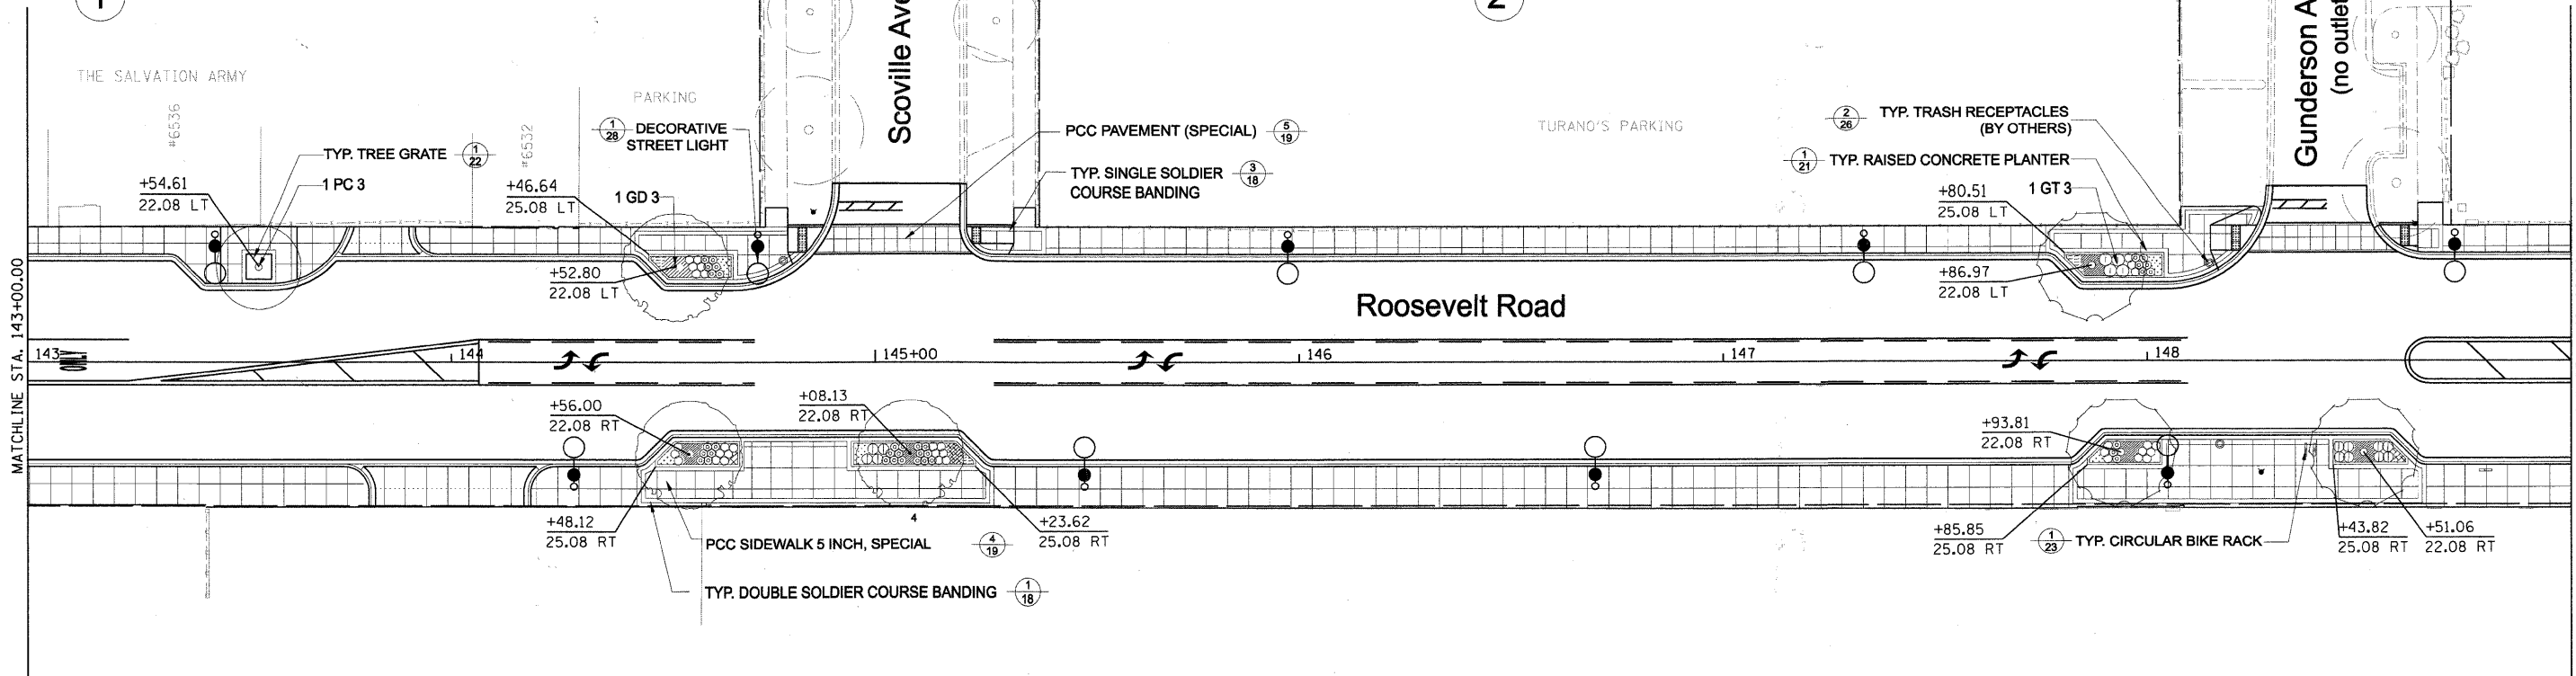 1
2
Scoville Ave
Gunderson A
(no outlet
THE SALVATION ARMY
#6536
#6532
PARKING
1
28
DECORATIVE
STREET LIGHT
PCC PAVEMENT (SPECIAL)
5
19
TURANO'S PARKING
2
26
TYP. TRASH RECEPTACLES
(BY OTHERS)
TYP. TREE GRATE
1
22
1 PC 3
TYP. SINGLE SOLDIER
COURSE BANDING
3
18
1
21
TYP. RAISED CONCRETE PLANTER
+54.61
22.08 LT
+46.64
25.08 LT
1 GD 3
+80.51
25.08 LT
1 GT 3
+52.80
22.08 LT
+86.97
22.08 LT
Roosevelt Road
MATCHLINE STA. 143+00.00
143
144
145+00
146
147
148
+56.00
22.08 RT
+08.13
22.08 RT
+93.81
22.08 RT
+48.12
25.08 RT
4
+23.62
25.08 RT
+85.85
25.08 RT
+43.82
25.08 RT
+51.06
22.08 RT
PCC SIDEWALK 5 INCH, SPECIAL
4
19
1
23
TYP. CIRCULAR BIKE RACK
TYP. DOUBLE SOLDIER COURSE BANDING
1
18